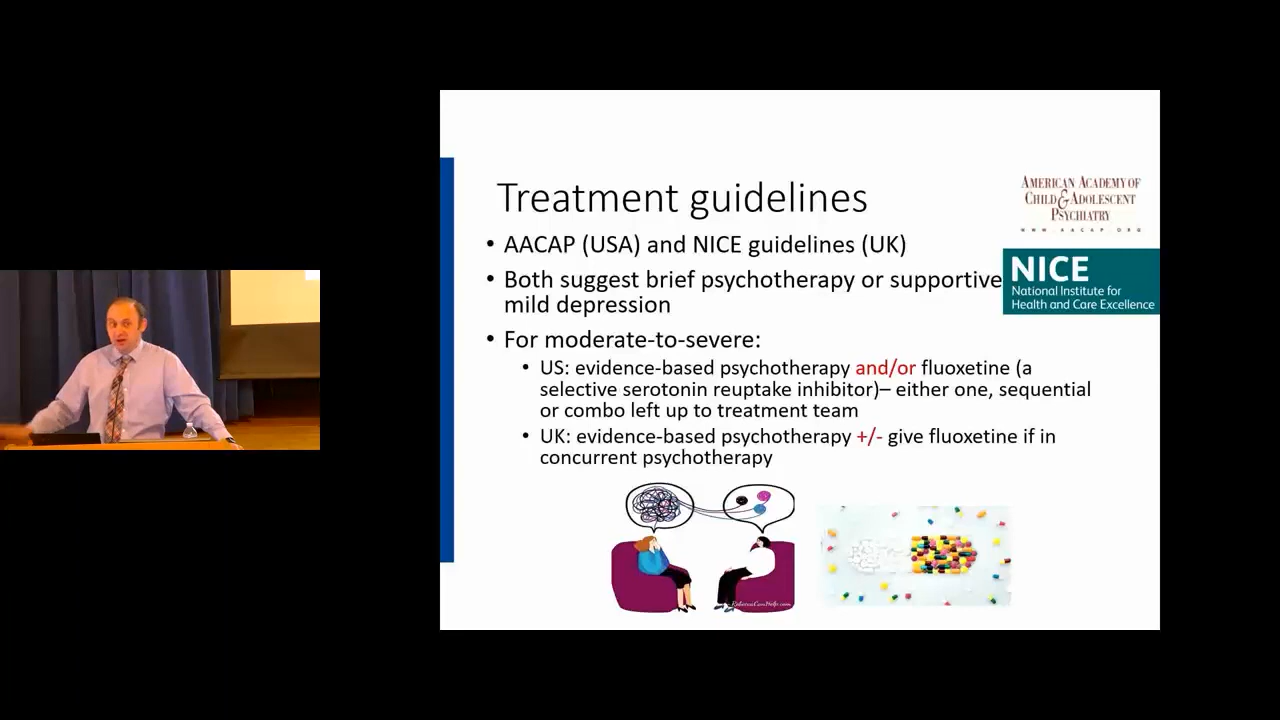 Treatment guidelines
AMERICAN ACADEMY OF
CHILD & ADOLESCENT
PSYCHIATRY
WWW.AACAP.ORG
• AACAP (USA) and NICE guidelines (UK)
NICE
National Institute for
Health and Care Excellence
• Both suggest brief psychotherapy or supportive
mild depression
• For moderate-to-severe:
• US: evidence-based psychotherapy and/or fluoxetine (a
selective serotonin reuptake inhibitor)– either one, sequential
or combo left up to treatment team
• UK: evidence-based psychotherapy +/- give fluoxetine if in
concurrent psychotherapy